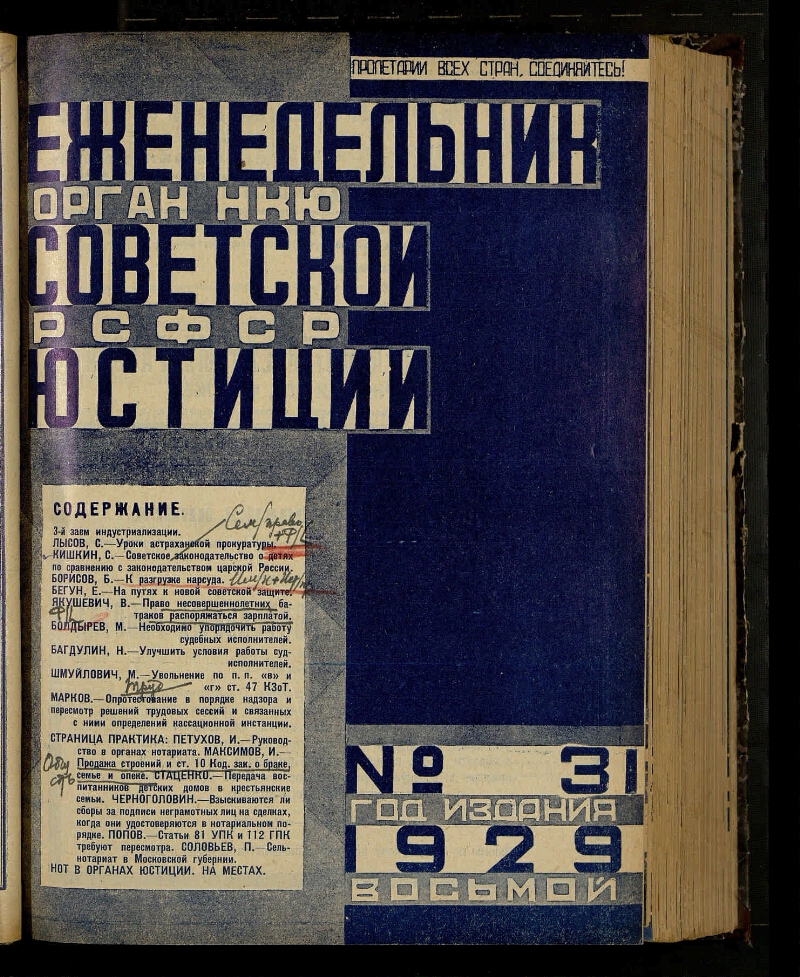 ПРОЛЕТАРИИ ВСЕХ СТРАН, СОЕДИНЯЙТЕСЬ!
ЕЖЕНЕДЕЛЬНИК
ОРГАН НКЮ
СОВЕТСКОЙ
РСФСР
ЮСТИЦИИ
СОДЕРЖАНИЕ.
Сем/право
+Ф/Ц
3-й заем индустриализации.
ЛЫСОВ, С.—Уроки астраханской прокуратуры.
КИШКИН, С.—Советское законодательство о детях
по сравнению с законодательством царской России.
БОРИСОВ, Б.—К разгрузке нарсуда.
БЕГУН, Е.—На путях к новой советской защите.
ЯКУШЕВИЧ, В.—Право несовершеннолетних ба-
траков распоряжаться зарплатой.
БОЛДЫРЕВ, М.—Необходимо упорядочить работу
судебных исполнителей.
БАГДУЛИН, Н.—Улучшить условия работы суд-
исполнителей.
ШМУЙЛОВИЧ, М.—Увольнение по п. п. «в» и
«г» ст. 47 КЗоТ.
труд
МАРКОВ.—Опротестование в порядке надзора и
пересмотр решений трудовых сессий и связанных
с ними определений кассационной инстанции.
СТРАНИЦА ПРАКТИКА: ПЕТУХОВ, И.—Руковод-
ство в органах нотариата. МАКСИМОВ, И.—
Продажа строений и ст. 10 Код. зак. о браке,
семье и опеке. СТАЦЕНКО.—Передача вос-
питанников детских домов в крестьянские
семьи. ЧЕРНОГОЛОВИН.—Взыскиваются ли
сборы за подписи неграмотных лиц на сделках,
когда они удостоверяются в нотариальном по-
рядке. ПОПОВ.—Статьи 81 УПК и 112 ГПК
требуют пересмотра. СОЛОВЬЕВ, П.—Сель-
нотариат в Московской губернии.
НОТ В ОРГАНАХ ЮСТИЦИИ. НА МЕСТАХ.
№ 31
ГОД ИЗДАНИЯ
1929
ВОСЬМОЙ